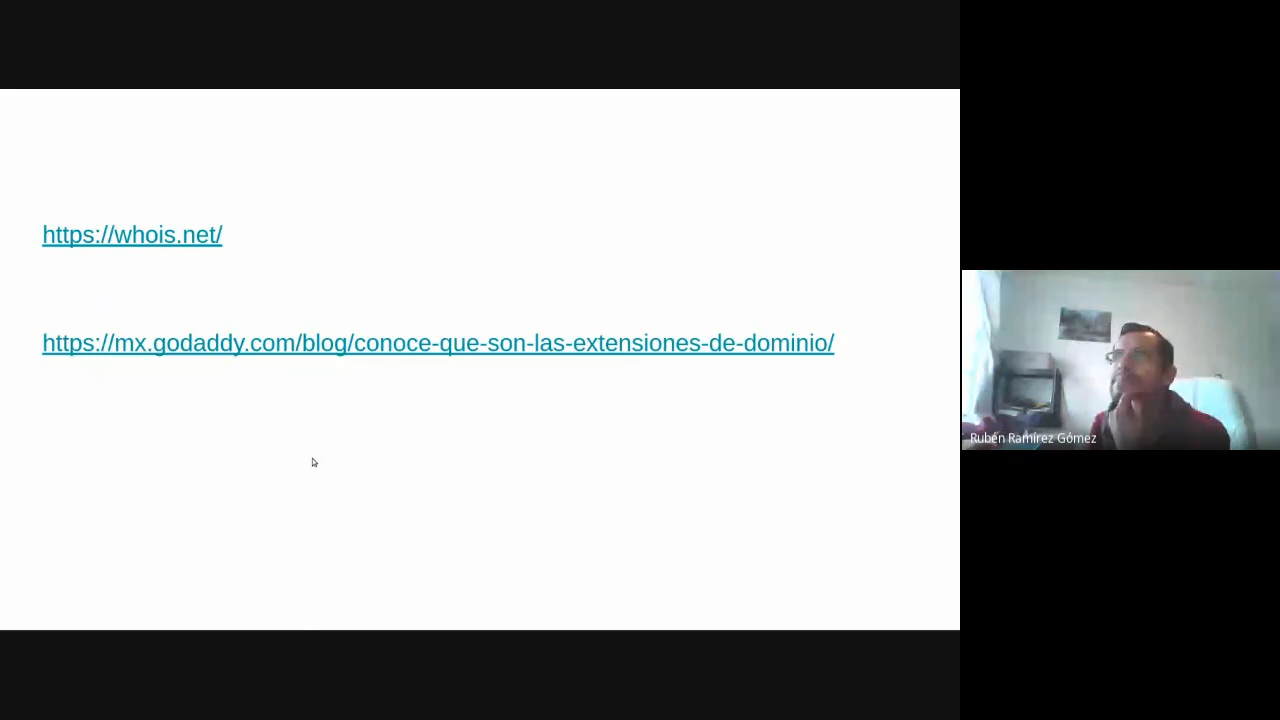 https://whois.net/
https://mx.godaddy.com/blog/conoce-que-son-las-extensiones-de-dominio/
Rubén Ramírez Gómez